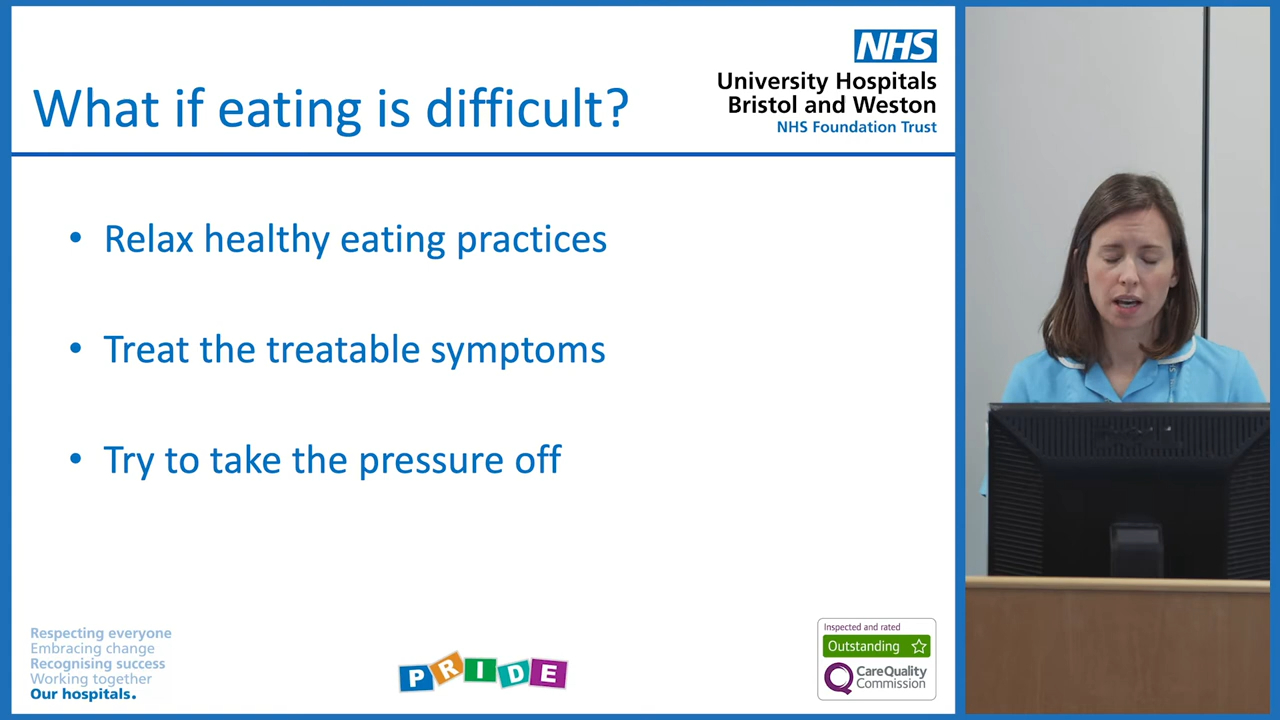 NHS
University Hospitals
Bristol and Weston
NHS Foundation Trust
What if eating is difficult?
• Relax healthy eating practices
• Treat the treatable symptoms
• Try to take the pressure off
Respecting everyone
Embracing change
Recognising success
Working together
Our hospitals.
PRIDE
Inspected and rated
Outstanding
CareQuality
Commission